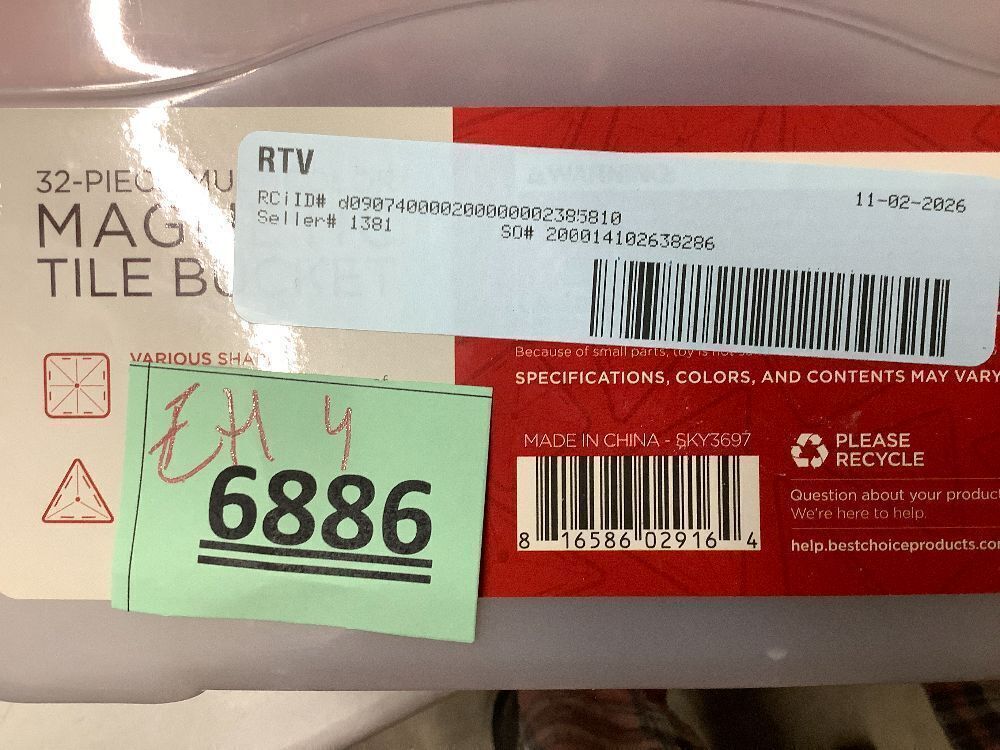 RTV
RCiID# d090740000200000002385810
11-02-2026
Seller# 1381
SO# 200014102638286
32-PIEC MU
MAG
TILE BUCKET
VARIOUS SHA
Because of small parts, toy is not
SPECIFICATIONS, COLORS, AND CONTENTS MAY VARY
EH 4
6886
MADE IN CHINA - SKY3697
8 16586 02916 4
PLEASE
RECYCLE
Question about your produc
We're here to help.
help.bestchoiceproducts.co